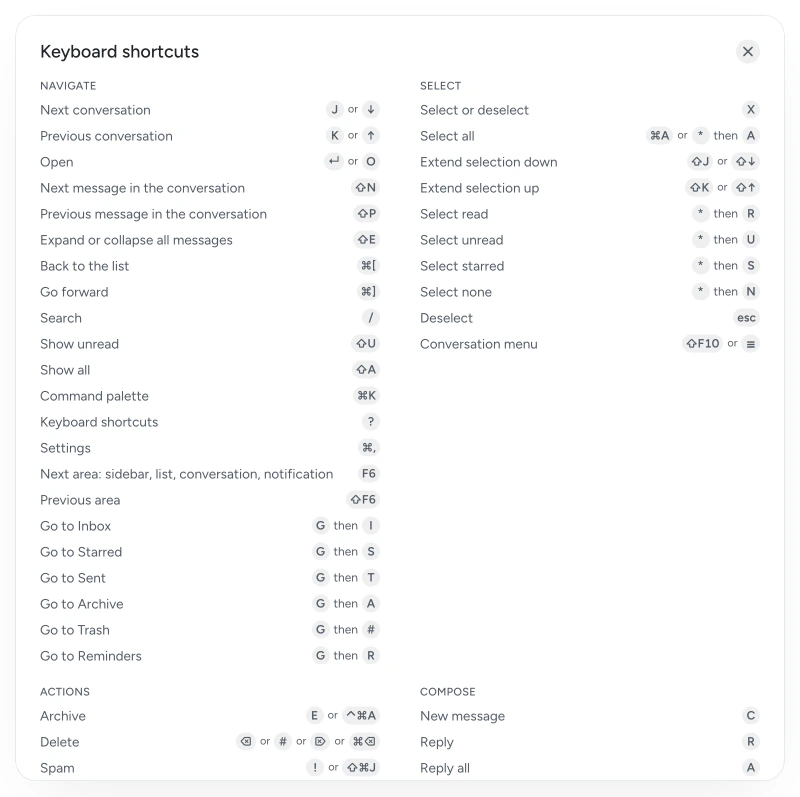 Keyboard shortcuts
NAVIGATE
Next conversation J or ↓
Previous conversation K or ↑
Open ↵ or O
Next message in the conversation ⇧N
Previous message in the conversation ⇧P
Expand or collapse all messages ⇧E
Back to the list ⌘[
Go forward ⌘]
Search /
Show unread ⇧U
Show all ⇧A
Command palette ⌘K
Keyboard shortcuts ?
Settings ⌘,
Next area: sidebar, list, conversation, notification F6
Previous area ⇧F6
Go to Inbox G then I
Go to Starred G then S
Go to Sent G then T
Go to Archive G then A
Go to Trash G then #
Go to Reminders G then R
SELECT
Select or deselect X
Select all ⌘A or * then A
Extend selection down ⇧J or ⇧↓
Extend selection up ⇧K or ⇧↑
Select read * then R
Select unread * then U
Select starred * then S
Select none * then N
Deselect esc
Conversation menu ⇧F10 or ≡
ACTIONS
Archive E or ^⌘A
Delete ⌫ or # or ⌦ or ⌘⌫
Spam ! or ⇧⌘J
COMPOSE
New message C
Reply R
Reply all A